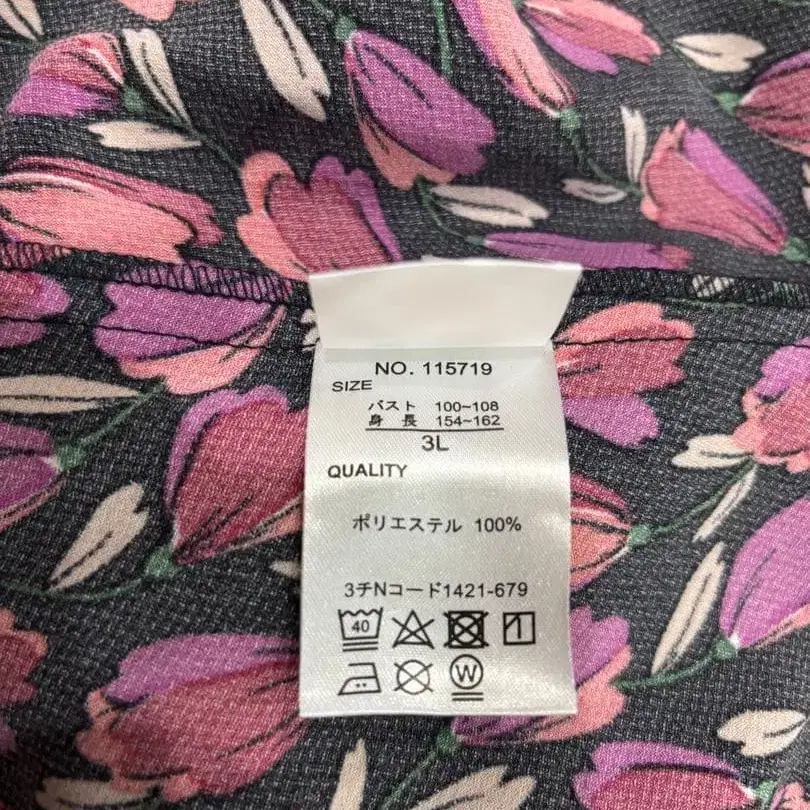 NO. 115719
SIZE
バスト 100~108
身 長 154~162
3L
QUALITY
ポリエステル 100%
3チNコード1421-679
40
W